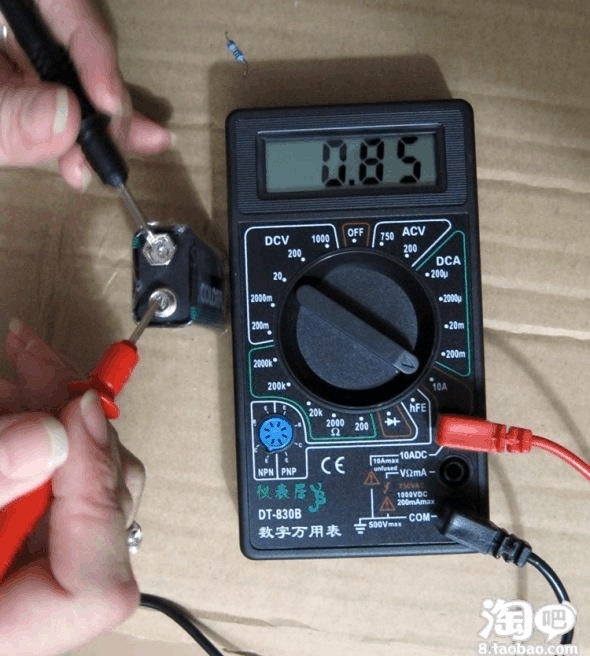 0.85
DCV 1000 OFF 750 ACV
200 200 DCA
20 200µ
2000m 2000µ
200m 20m
2000k 200m
200k 10A
20k 2000 Ω 200 hFE
10Amax unfused 10ADC
VΩmA
750VAC
1000VDC
200mAmax
NPN PNP CE
COM
500Vmax
仪表居
DT-830B
数字万用表
淘吧
8.taobao.com